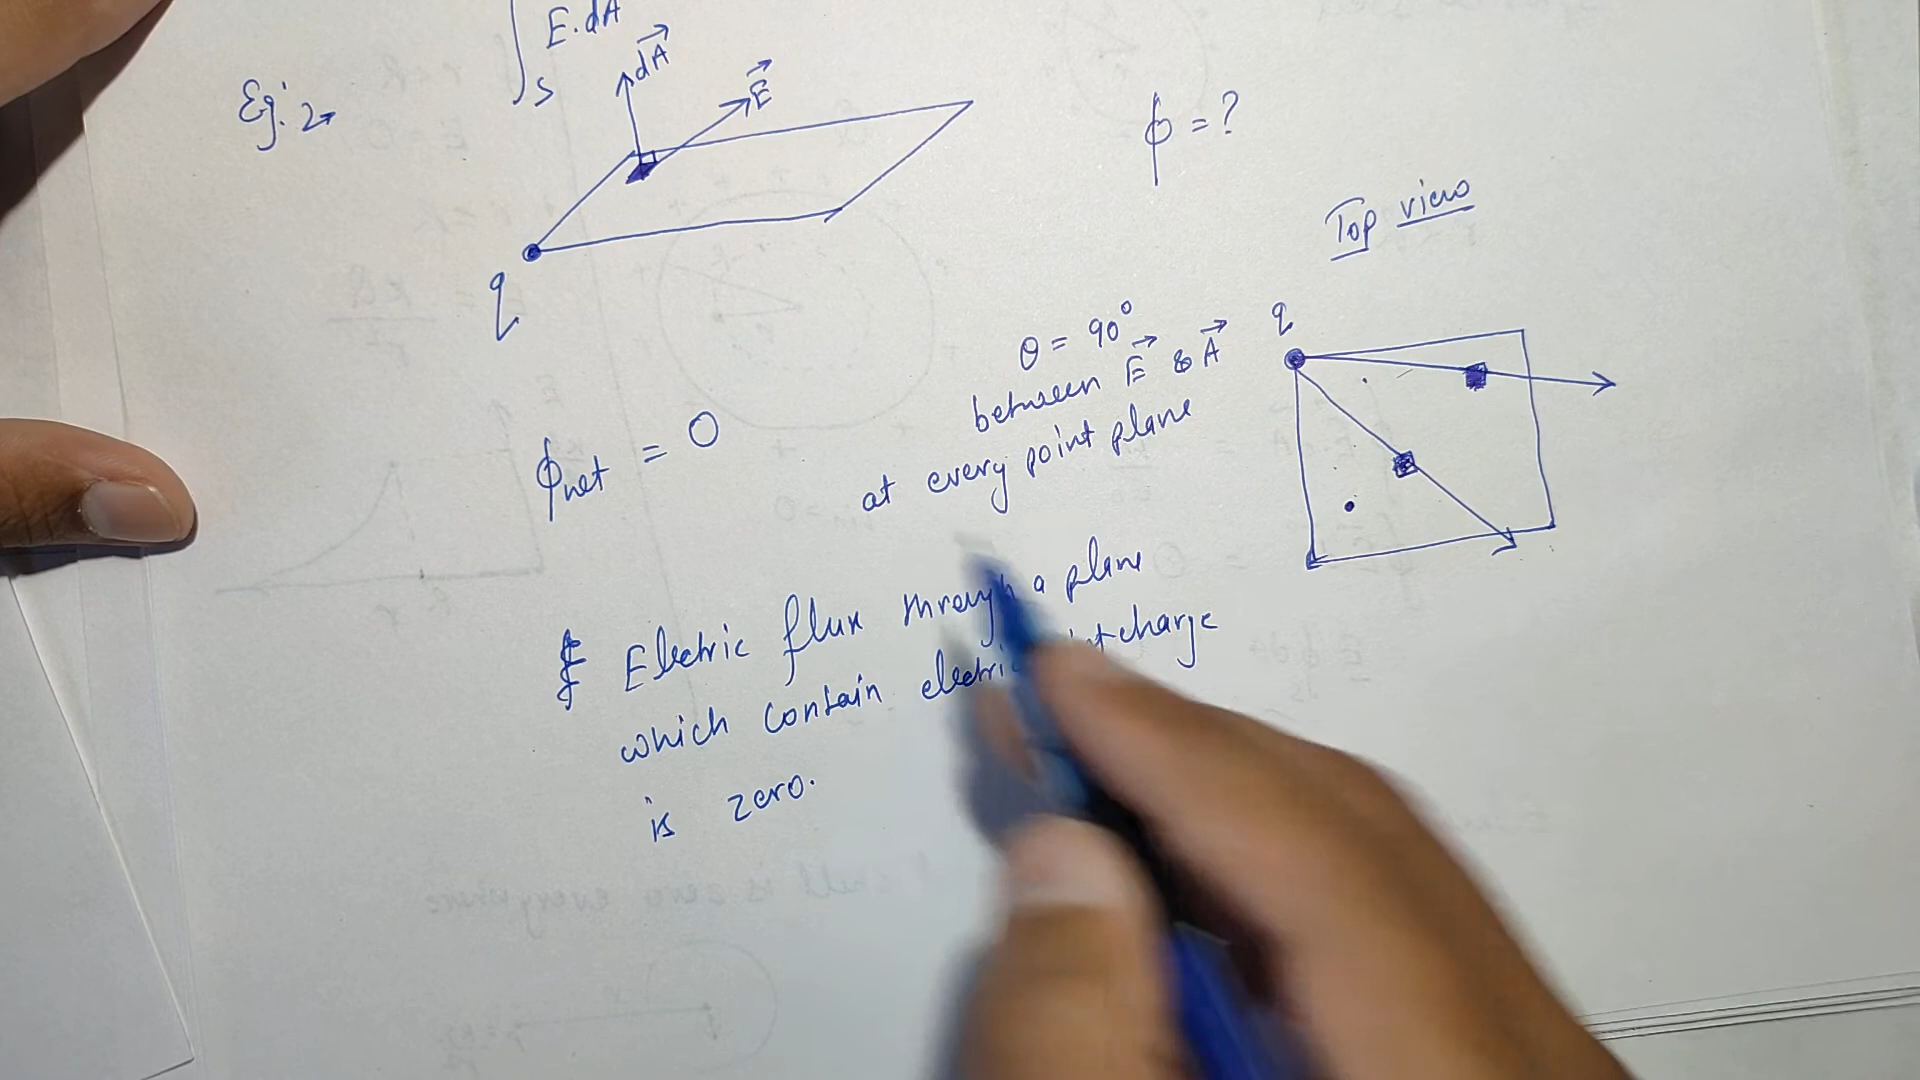 ∫ E.dA
S
Eg:2→
dA→
E→
φ = ?
Top view
q
q
θ = 90°
between E→ & A→
at every point plane
φnet = 0
Electric flux through a plane
which contain electric charge
is zero.